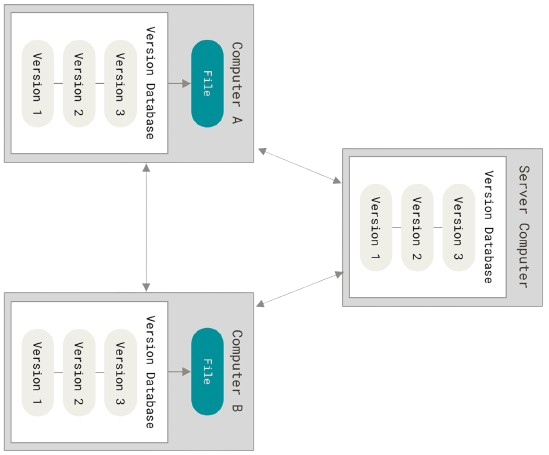 Server Computer
Version Database
Version 3
Version 2
Version 1
Computer A
File
Version Database
Version 3
Version 2
Version 1
Computer B
File
Version Database
Version 3
Version 2
Version 1